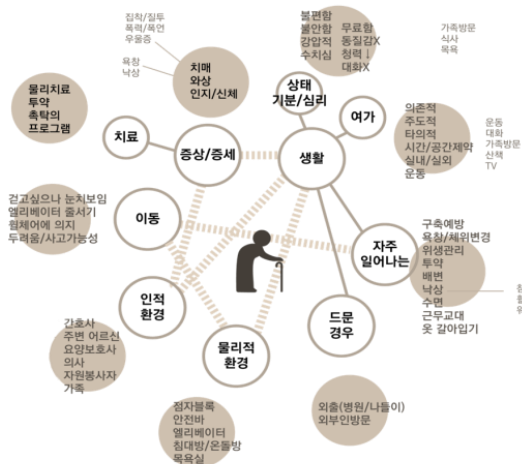 집착/질투
폭력/폭언
우울증
욕창
낙상
치매
와상
인지/신체
불편함
불안함
강압적
수치심
무료함
동질감X
청력↓
대화X
가족방문
식사
목욕
물리치료
투약
촉탁의
프로그램
치료
증상/증세
상태
기분/심리
여가
생활
의존적
주도적
타의적
시간/공간제약
실내/실외
운동
운동
대화
가족방문
산책
TV
걷고싶으나 눈치보임
엘리베이터 줄서기
휠체어에 의지
두려움/사고가능성
이동
자주
일어나는
구축예방
욕창/체위변경
위생관리
투약
배변
낙상
수면
근무교대
옷 갈아입기
인적
환경
물리적
환경
드문
경우
간호사
주변 어르신
요양보호사
의사
자원봉사자
가족
점자블록
안전바
엘리베이터
침대방/온돌방
목욕실
외출(병원/나들이)
외부인방문